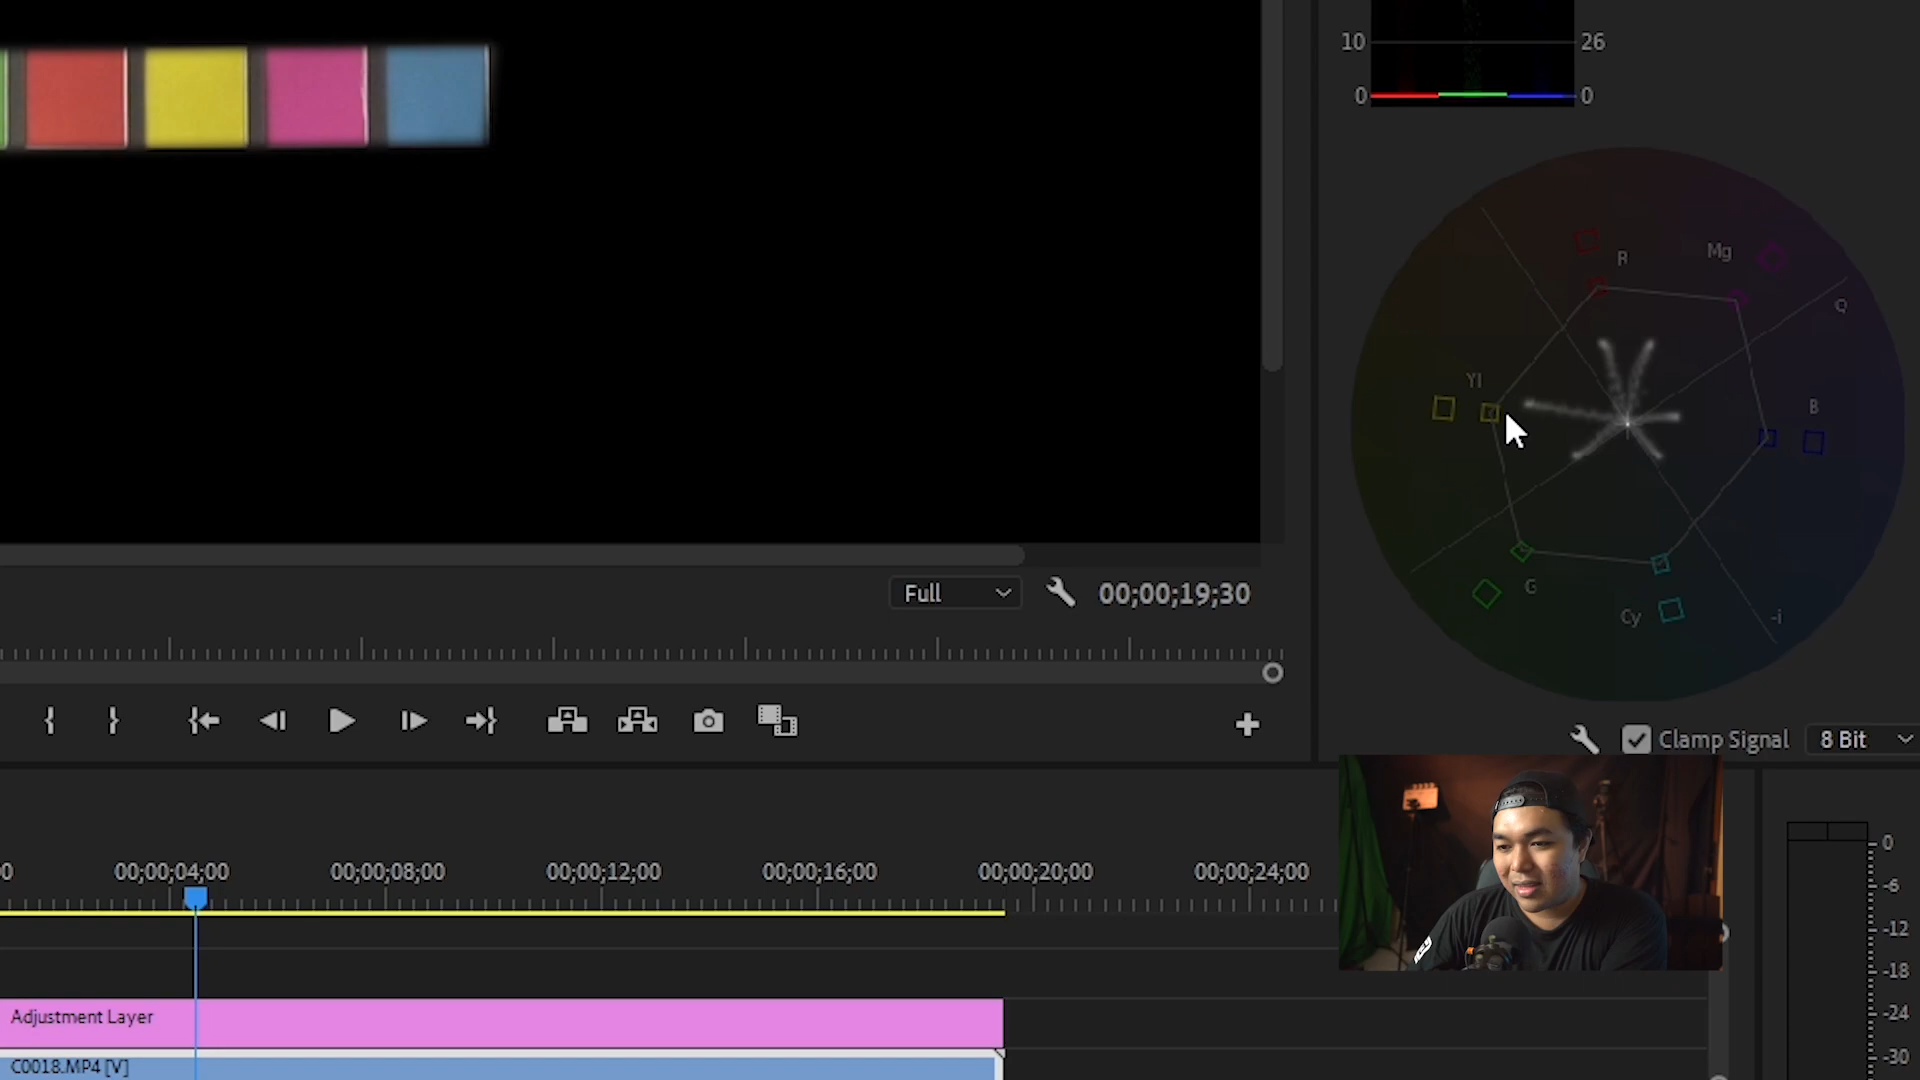 10
26
0
0
R
Mg
Q
Yl
B
G
Cy
-i
Full
00;00;19;30
Clamp Signal
8 Bit
0
00;00;04;00
00;00;08;00
00;00;12;00
00;00;16;00
00;00;20;00
00;00;24;00
0
-6
-12
-18
-24
-30
Adjustment Layer
C0018.MP4 [V]